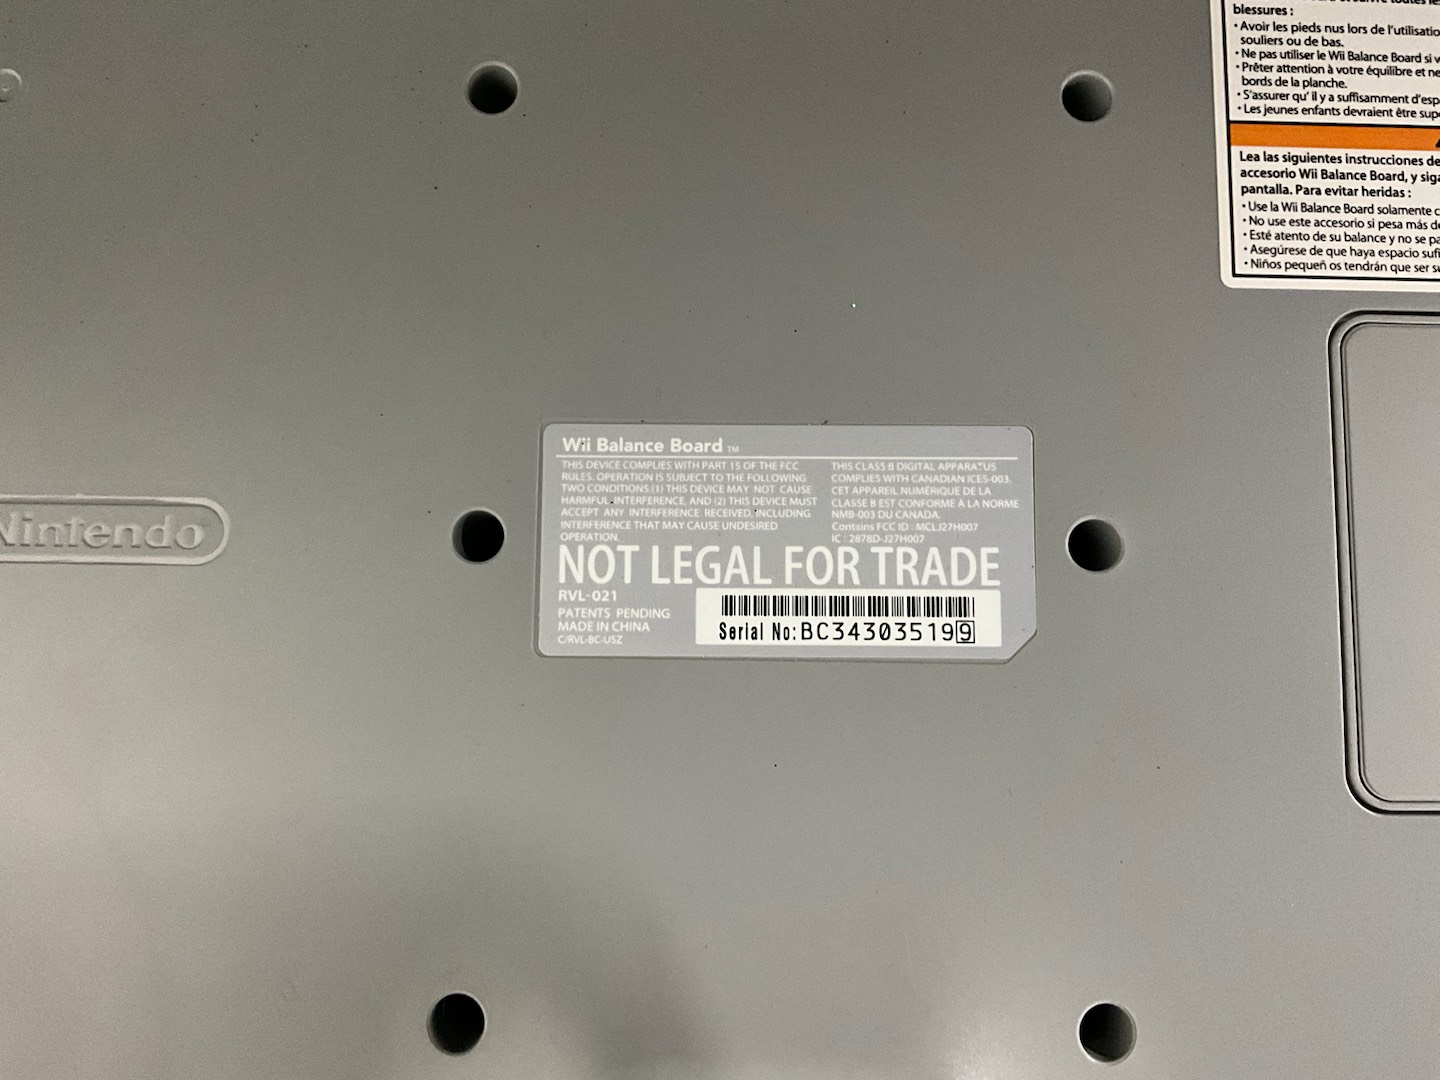 blessures :
• Avoir les pieds nus lors de l'utilisatio
souliers ou de bas.
• Ne pas utiliser le Wii Balance Board si v
• Prêter attention à votre équilibre et ne
bords de la planche.
• S'assurer qu' il y a suffisamment d'esp
• Les jeunes enfants devraient être supe
Lea las siguientes instrucciones de
accesorio Wii Balance Board, y siga
pantalla. Para evitar heridas :
• Use la Wii Balance Board solamente c
• No use este accesorio si pesa más de
• Esté atento de su balance y no se pa
• Asegúrese de que haya espacio sufi
• Niños pequeñ os tendrán que ser su
Nintendo
Wii Balance Board TM
THIS DEVICE COMPLIES WITH PART 15 OF THE FCC
RULES. OPERATION IS SUBJECT TO THE FOLLOWING
TWO CONDITIONS (1) THIS DEVICE MAY NOT CAUSE
HARMFUL INTERFERENCE, AND (2) THIS DEVICE MUST
ACCEPT ANY INTERFERENCE RECEIVED, INCLUDING
INTERFERENCE THAT MAY CAUSE UNDESIRED
OPERATION.
THIS CLASS B DIGITAL APPARATUS
COMPLIES WITH CANADIAN ICES-003.
CET APPAREIL NUMÉRIQUE DE LA
CLASSE B EST CONFORME A LA NORME
NMB-003 DU CANADA.
Contains FCC ID : MCLJ27H007
IC : 2878D-J27H007
NOT LEGAL FOR TRADE
RVL-021
PATENTS PENDING
MADE IN CHINA
C/RVL-BC-USZ
Serial No: BC343035199